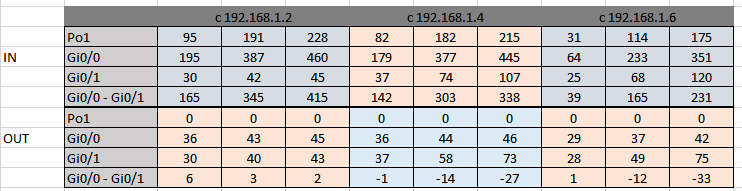 с 192.168.1.2 с 192.168.1.4 с 192.168.1.6
Po1 95 191 228 82 182 215 31 114 175
IN Gi0/0 195 387 460 179 377 445 64 233 351
Gi0/1 30 42 45 37 74 107 25 68 120
Gi0/0 - Gi0/1 165 345 415 142 303 338 39 165 231
Po1 0 0 0 0 0 0 0 0 0
OUT Gi0/0 36 43 45 36 44 46 29 37 42
Gi0/1 30 40 43 37 58 73 28 49 75
Gi0/0 - Gi0/1 6 3 2 -1 -14 -27 1 -12 -33